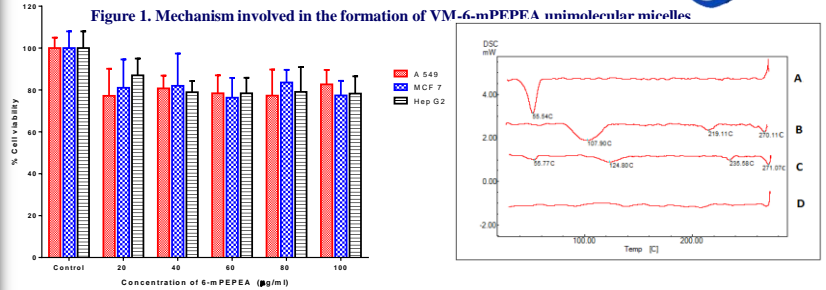 Figure 1. Mechanism involved in the formation of VM-6-mPEPEA unimolecular micelles
120
100
80
60
40
20
0
% Cell viability
Control 20 40 60 80 100
Concentration of 6-mPEPEA (µg/ml)
A 549
MCF 7
Hep G2
DSC
mW
4.00
2.00
0.00
-2.00
100.00 200.00
Temp [C]
55.54C
A
107.90C 219.11C 270.11C
B
55.77C 124.80C 235.58C 271.07C
C
D